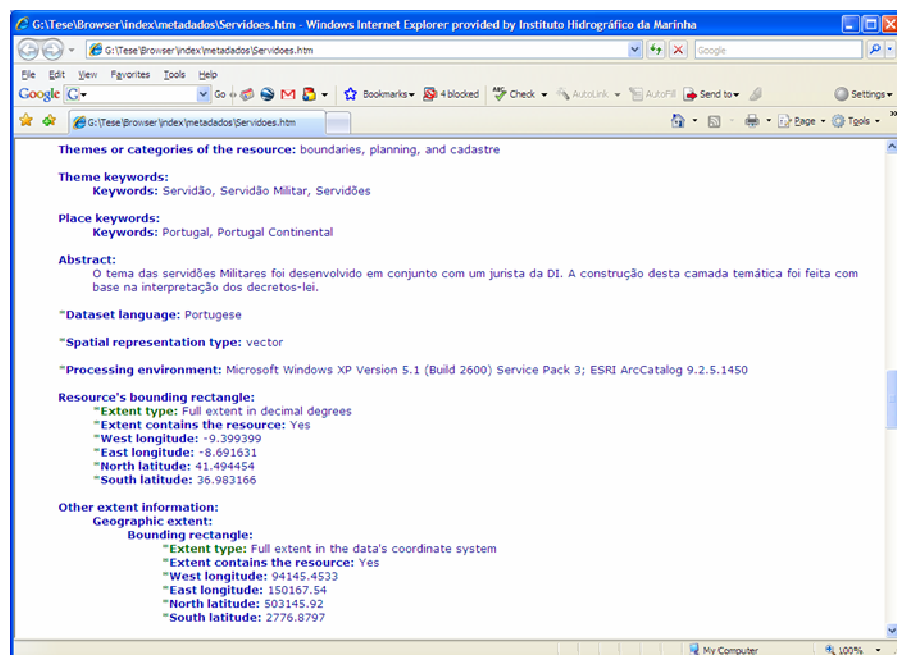 G:\Tese\Browser\index\metadados\Servidoes.htm - Windows Internet Explorer provided by Instituto Hidrográfico da Marinha
G:\Tese\Browser\index\metadados\Servidoes.htm
Google
File Edit View Favorites Tools Help
Google G Go Bookmarks 4 blocked Check AutoLink AutoFill Send to Settings
G:\Tese\Browser\index\metadados\Servidoes.htm Page Tools
Themes or categories of the resource: boundaries, planning, and cadastre
Theme keywords:
Keywords: Servidão, Servidão Militar, Servidões
Place keywords:
Keywords: Portugal, Portugal Continental
Abstract:
O tema das servidões Militares foi desenvolvido em conjunto com um jurista da DI. A construção desta camada temática foi feita com
base na interpretação dos decretos-lei.
*Dataset language: Portugese
*Spatial representation type: vector
*Processing environment: Microsoft Windows XP Version 5.1 (Build 2600) Service Pack 3; ESRI ArcCatalog 9.2.5.1450
Resource's bounding rectangle:
*Extent type: Full extent in decimal degrees
*Extent contains the resource: Yes
*West longitude: -9.399399
*East longitude: -8.691631
*North latitude: 41.494454
*South latitude: 36.983166
Other extent information:
Geographic extent:
Bounding rectangle:
*Extent type: Full extent in the data's coordinate system
*Extent contains the resource: Yes
*West longitude: 94145.4533
*East longitude: 150167.54
*North latitude: 503145.92
*South latitude: 2776.8797
My Computer 100%